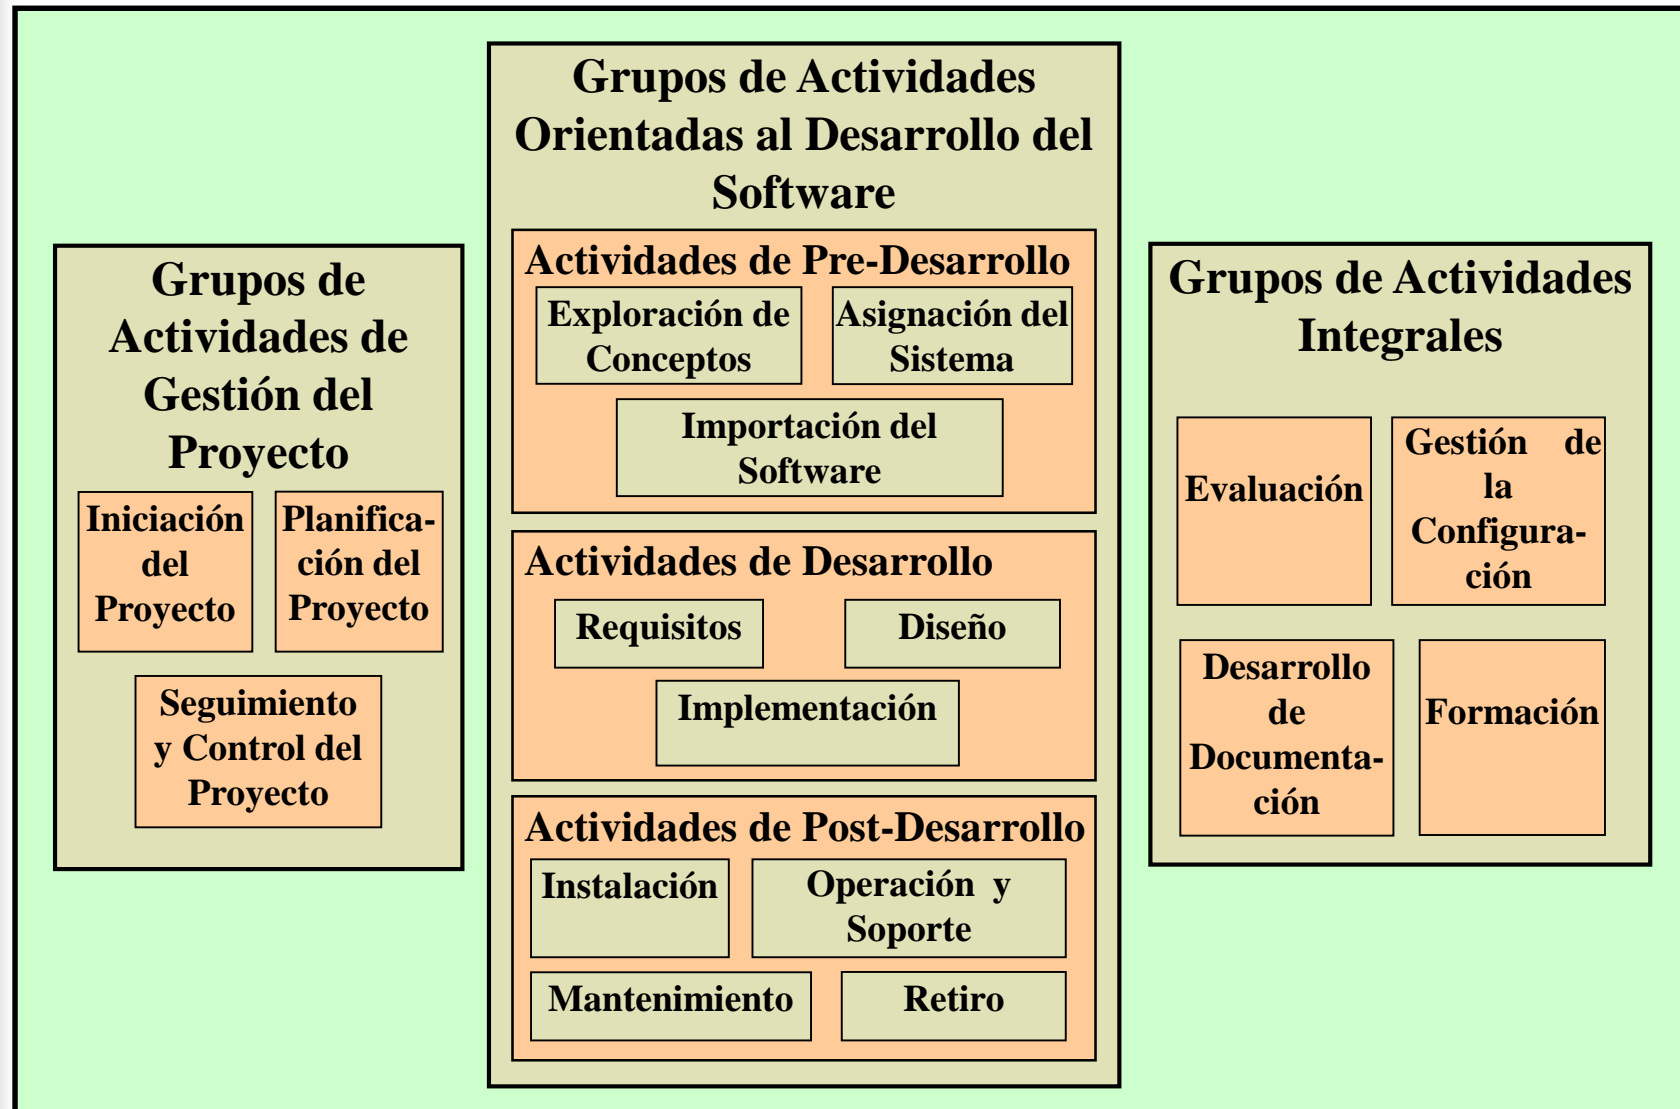 Grupos de
Actividades de
Gestión del
Proyecto
Iniciación
del
Proyecto
Planifica-
ción del
Proyecto
Seguimiento
y Control del
Proyecto
Grupos de Actividades
Orientadas al Desarrollo del
Software
Actividades de Pre-Desarrollo
Exploración de
Conceptos
Asignación del
Sistema
Importación del
Software
Actividades de Desarrollo
Requisitos
Diseño
Implementación
Actividades de Post-Desarrollo
Instalación
Operación y
Soporte
Mantenimiento
Retiro
Grupos de Actividades
Integrales
Evaluación
Gestión de
la
Configura-
ción
Desarrollo
de
Documenta-
ción
Formación